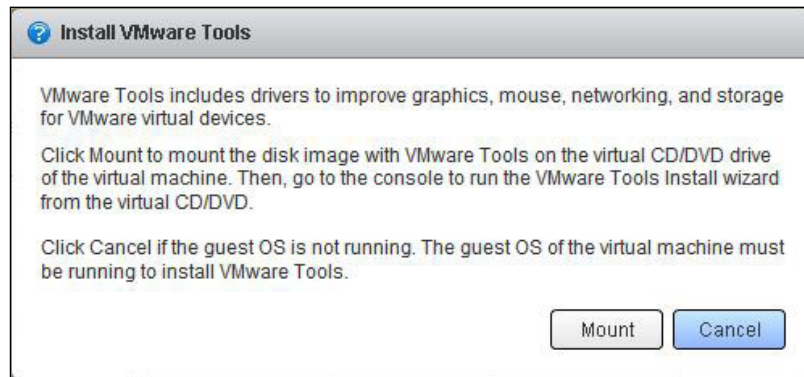 Install VMware Tools
VMware Tools includes drivers to improve graphics, mouse, networking, and storage
for VMware virtual devices.
Click Mount to mount the disk image with VMware Tools on the virtual CD/DVD drive
of the virtual machine. Then, go to the console to run the VMware Tools Install wizard
from the virtual CD/DVD.
Click Cancel if the guest OS is not running. The guest OS of the virtual machine must
be running to install VMware Tools.
Mount
Cancel